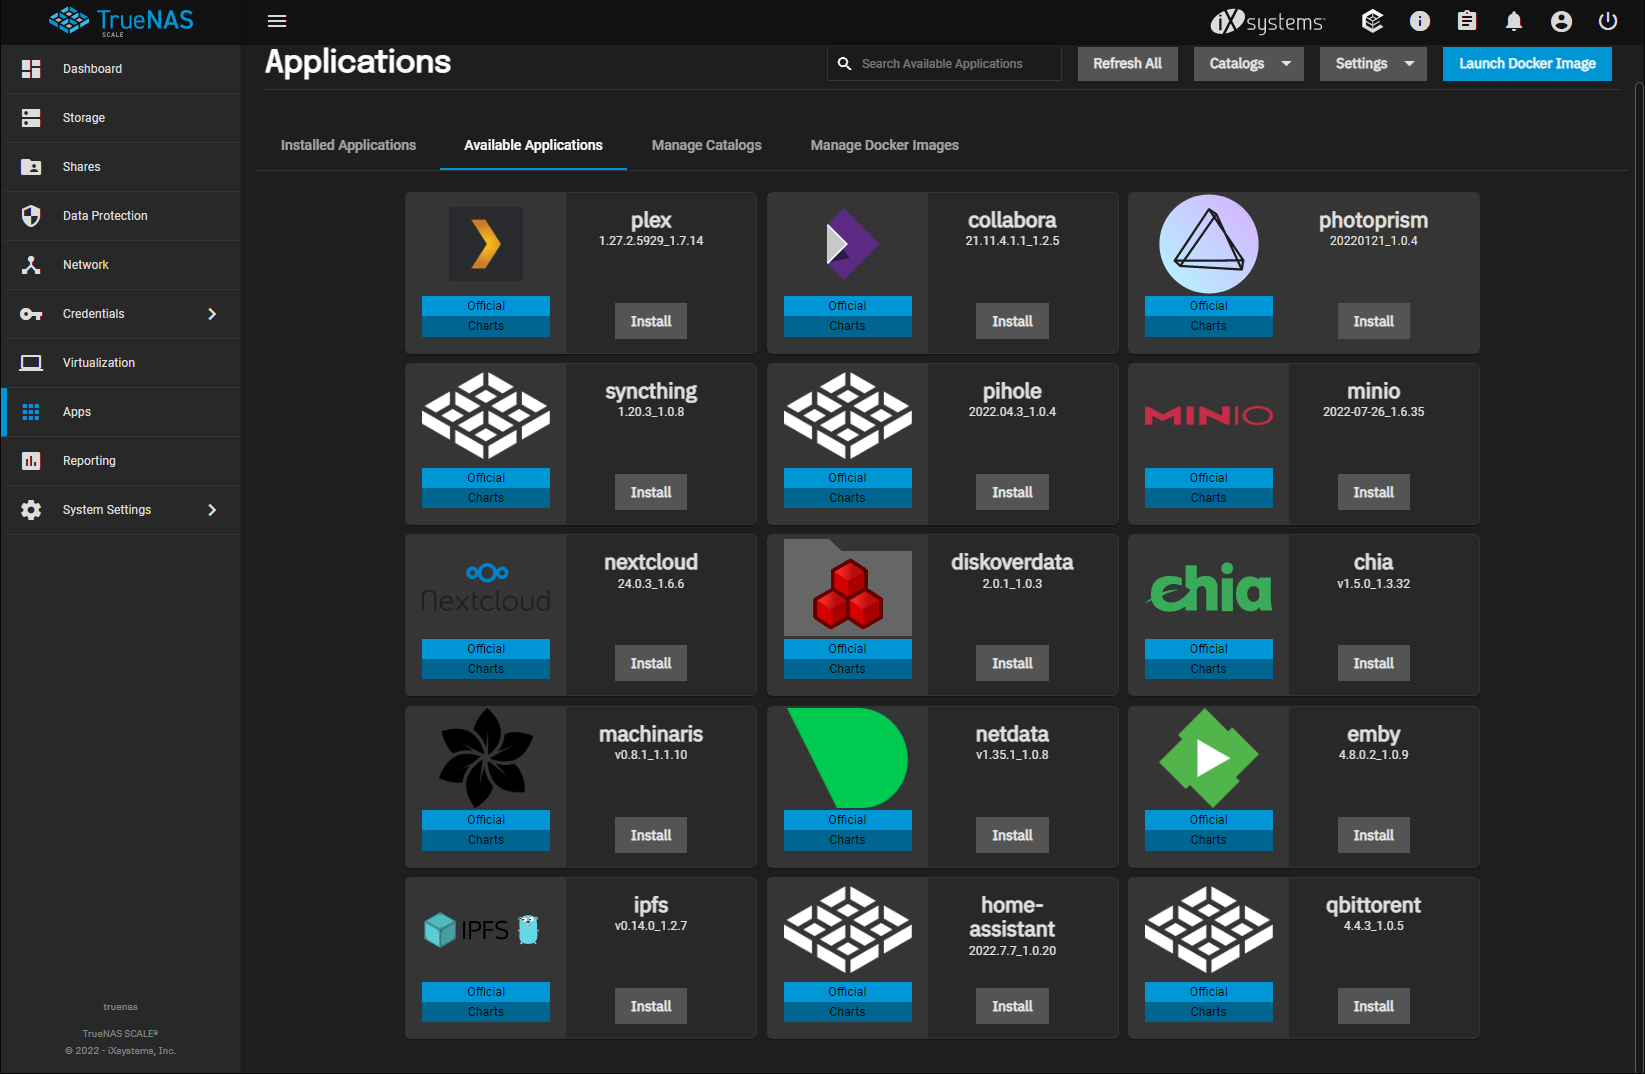 TrueNAS
SCALE
iXsystems
Dashboard
Storage
Shares
Data Protection
Network
Credentials
Virtualization
Apps
Reporting
System Settings
truenas
TrueNAS SCALE®
© 2022 - iXsystems, Inc.
Applications
Search Available Applications
Refresh All
Catalogs
Settings
Launch Docker Image
Installed Applications
Available Applications
Manage Catalogs
Manage Docker Images
plex
1.27.2.5929_1.7.14
Official
Charts
Install
collabora
21.11.4.1.1_1.2.5
Official
Charts
Install
photoprism
20220121_1.0.4
Official
Charts
Install
syncthing
1.20.3_1.0.8
Official
Charts
Install
pihole
2022.04.3_1.0.4
Official
Charts
Install
MINIO
minio
2022-07-26_1.6.35
Official
Charts
Install
Nextcloud
nextcloud
24.0.3_1.6.6
Official
Charts
Install
diskoverdata
2.0.1_1.0.3
Official
Charts
Install
chia
chia
v1.5.0_1.3.32
Official
Charts
Install
machinaris
v0.8.1_1.1.10
Official
Charts
Install
netdata
v1.35.1_1.0.8
Official
Charts
Install
emby
4.8.0.2_1.0.9
Official
Charts
Install
IPFS
ipfs
v0.14.0_1.2.7
Official
Charts
Install
home-
assistant
2022.7.7_1.0.20
Official
Charts
Install
qbittorent
4.4.3_1.0.5
Official
Charts
Install